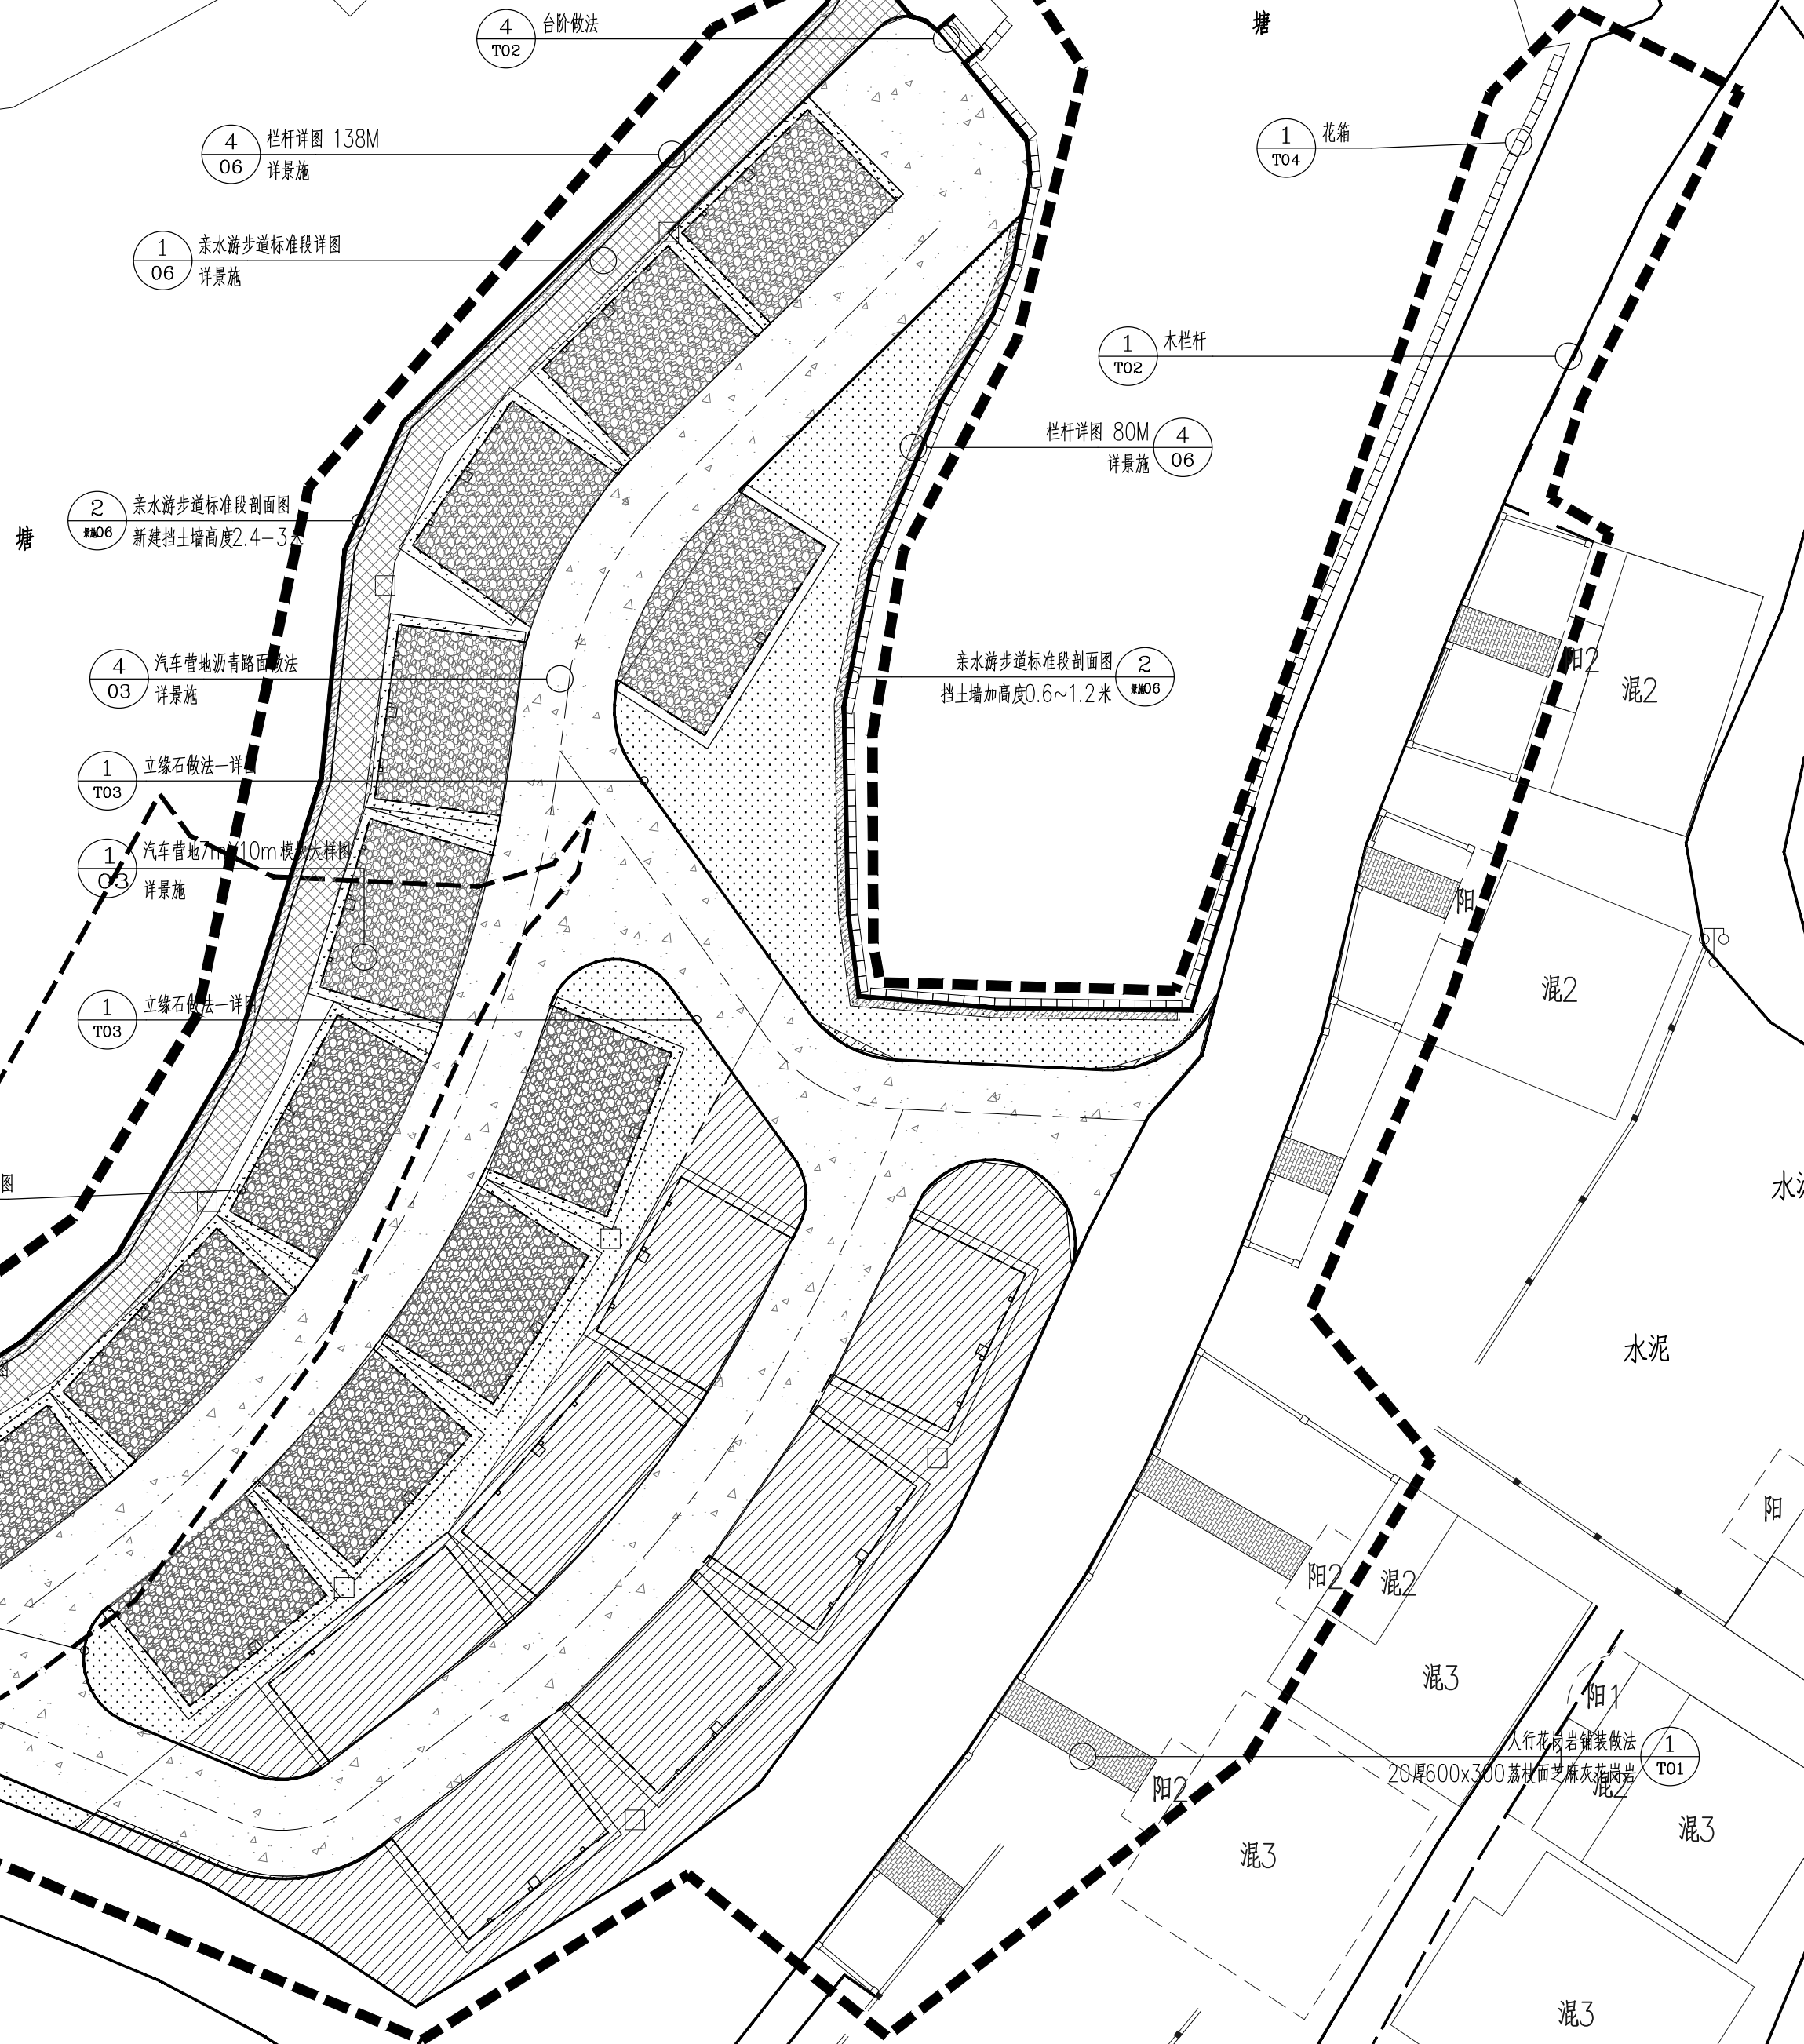 4
T02
台阶做法
塘
4
06
栏杆详图 138M
详景施
1
T04
花箱
1
06
亲水游步道标准段详图
详景施
1
T02
木栏杆
栏杆详图 80M
详景施
4
06
塘
2
景施06
亲水游步道标准段剖面图
新建挡土墙高度2.4-3米
4
03
汽车营地沥青路面做法
详景施
亲水游步道标准段剖面图
挡土墙加高度0.6~1.2米
2
景施06
阳2
混2
1
T03
立缘石做法一详图
1
03
汽车营地7mX10m模块大样图
详景施
阳
混2
1
T03
立缘石做法一详图
图
水泥
水泥
图
阳
阳2
混2
混3
阳1
人行花岗岩铺装做法
20厚600x300荔枝面芝麻灰花岗岩
1
T01
阳2
混2
混3
混3
混3